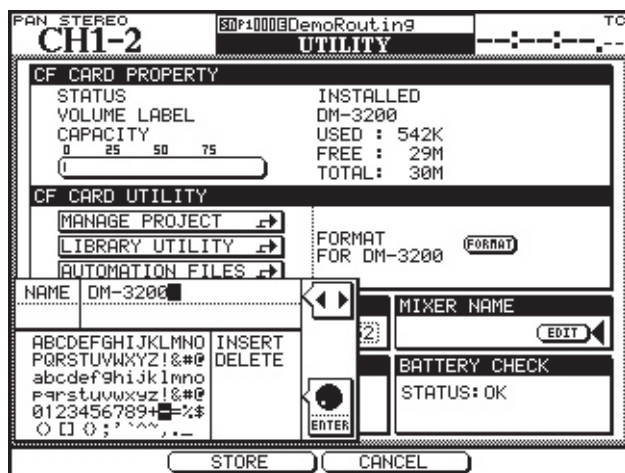 PAN STEREO
CH1-2
P1 000 DemoRouting
UTILITY
TC
--:--:--.--
CF CARD PROPERTY
STATUS INSTALLED
VOLUME LABEL DM-3200
CAPACITY USED : 542K
0 25 50 75
FREE : 29M
TOTAL: 30M
CF CARD UTILITY
MANAGE PROJECT
LIBRARY UTILITY
AUTOMATION FILES
FORMAT
FOR DM-3200
FORMAT
NAME DM-3200
ABCDEFGHIJKLMNO INSERT
PQRSTUVWXYZ!&#@ DELETE
abcdefghijklmno
pqrstuvwxyz!&#@
0123456789+-=%$
ENTER
2)
MIXER NAME
EDIT
BATTERY CHECK
STATUS:OK
STORE
CANCEL